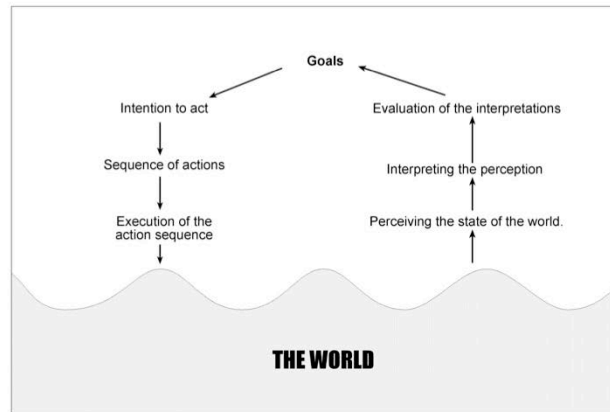 Goals
Intention to act
Evaluation of the interpretations
Sequence of actions
Interpreting the perception
Execution of the
action sequence
Perceiving the state of the world.
THE WORLD